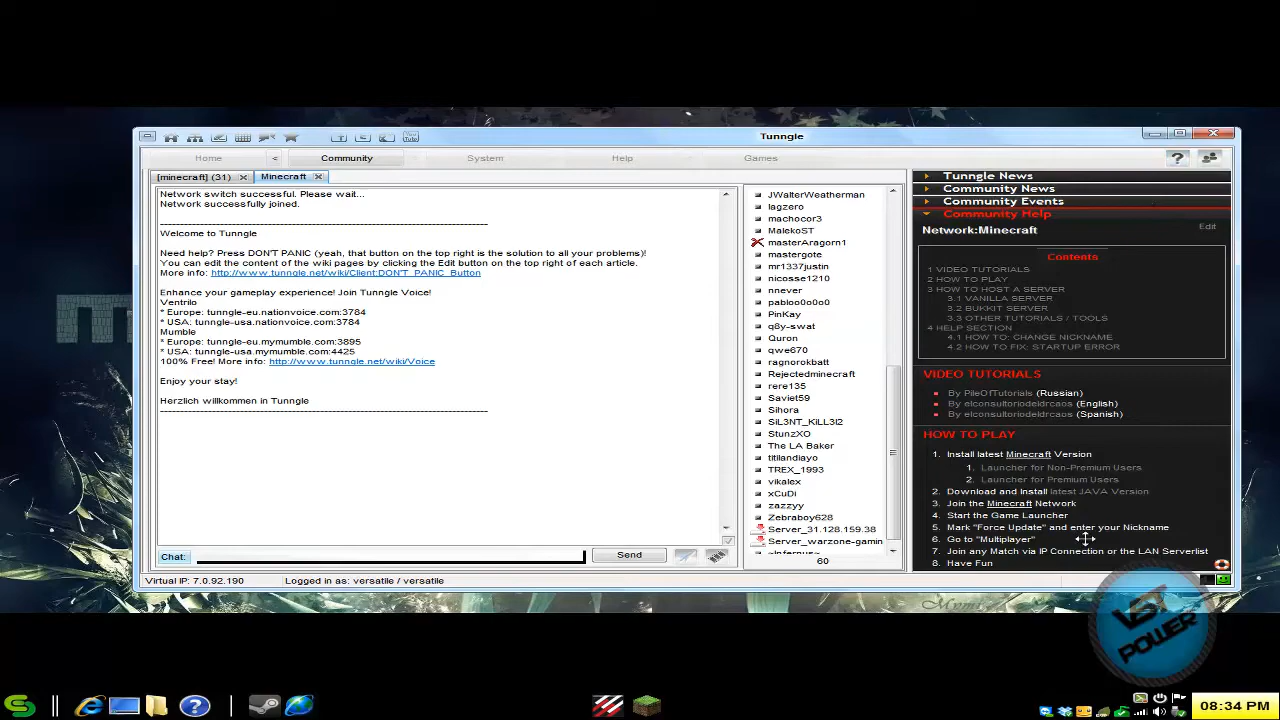 Tunngle
Home
<
Community
System
Help
Games
?
[minecraft] (31)
Minecraft
Network switch successful. Please wait...
Network successfully joined.
Welcome to Tunngle
Need help? Press DON'T PANIC (yeah, that button on the top right is the solution to all your problems)!
You can edit the content of the wiki pages by clicking the Edit button on the top right of each article.
More info: http://www.tunngle.net/wiki/Client:DON'T_PANIC_Button
Enhance your gameplay experience! Join Tunngle Voice!
Ventrilo
* Europe: tunngle-eu.nationvoice.com:3784
* USA: tunngle-usa.nationvoice.com:3784
Mumble
* Europe: tunngle-eu.mymumble.com:3895
* USA: tunngle-usa.mymumble.com:4425
100% Free! More info: http://www.tunngle.net/wiki/Voice
Enjoy your stay!
Herzlich willkommen in Tunngle
Chat:
Send
JWalterWeatherman
lagzero
machocor3
MalekoST
masterAragorn1
mastergote
mr1337justin
nicosse1210
nnever
pabloo0o0o0
PinKay
q8y-swat
Quron
qwe670
ragnorokbatt
Rejectedminecraft
rere135
Saviet59
Sihora
SiL3NT_KiLL3l2
StunzXO
The LA Baker
titilandiayo
TREX_1993
vikalex
xCuDi
zazzyy
Zebraboy628
Server_31.128.159.38
Server_warzone-gamin
~Infernus~
60
Tunngle News
Community News
Community Events
Community Help
Network:Minecraft
Edit
Contents
1 VIDEO TUTORIALS
2 HOW TO PLAY
3 HOW TO HOST A SERVER
3.1 VANILLA SERVER
3.2 BUKKIT SERVER
3.3 OTHER TUTORIALS / TOOLS
4 HELP SECTION
4.1 HOW TO: CHANGE NICKNAME
4.2 HOW TO FIX: STARTUP ERROR
VIDEO TUTORIALS
By PileOfTutorials (Russian)
By elconsultoriodeldrcaos (English)
By elconsultoriodeldrcaos (Spanish)
HOW TO PLAY
1. Install latest Minecraft Version
1. Launcher for Non-Premium Users
2. Launcher for Premium Users
2. Download and Install latest JAVA Version
3. Join the Minecraft Network
4. Start the Game Launcher
5. Mark "Force Update" and enter your Nickname
6. Go to "Multiplayer"
7. Join any Match via IP Connection or the LAN Serverlist
8. Have Fun
Virtual IP: 7.0.92.190
Logged in as: versatile / versatile
VST
POWER
08:34 PM